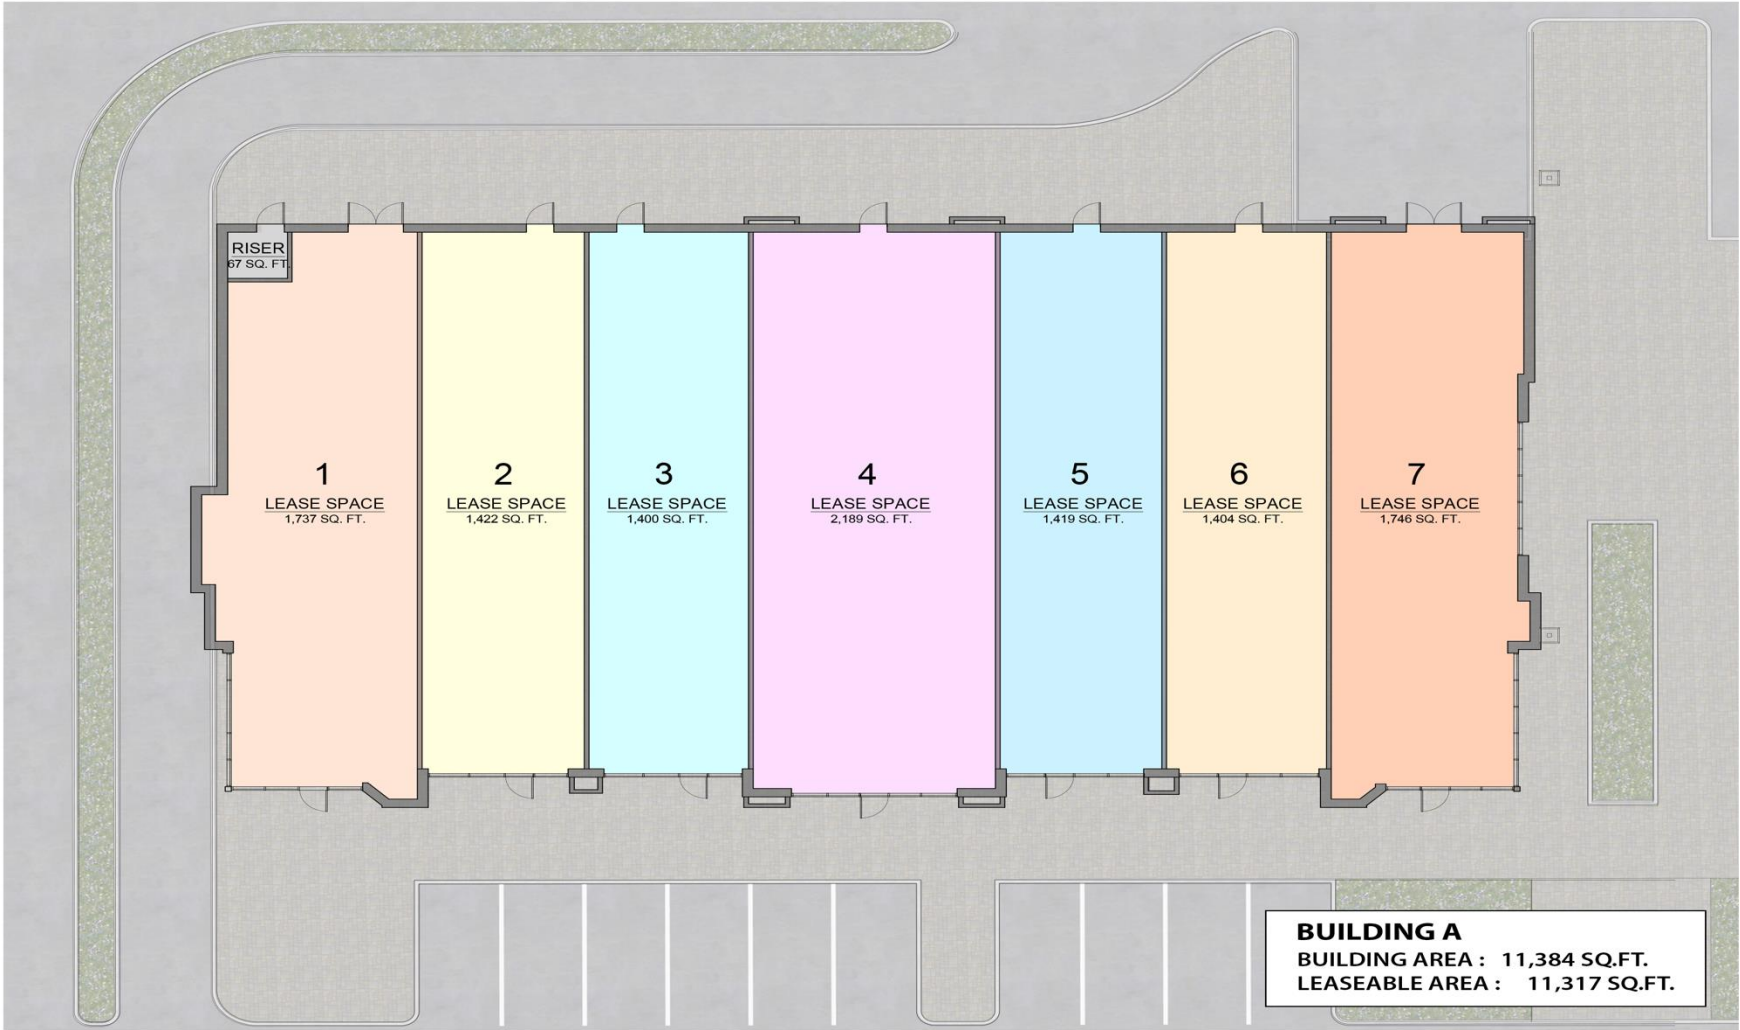 RISER
67 SQ. FT.
1
LEASE SPACE
1,737 SQ. FT.
2
LEASE SPACE
1,422 SQ. FT.
3
LEASE SPACE
1,400 SQ. FT.
4
LEASE SPACE
2,189 SQ. FT.
5
LEASE SPACE
1,419 SQ. FT.
6
LEASE SPACE
1,404 SQ. FT.
7
LEASE SPACE
1,746 SQ. FT.
BUILDING A
BUILDING AREA : 11,384 SQ.FT.
LEASEABLE AREA : 11,317 SQ.FT.